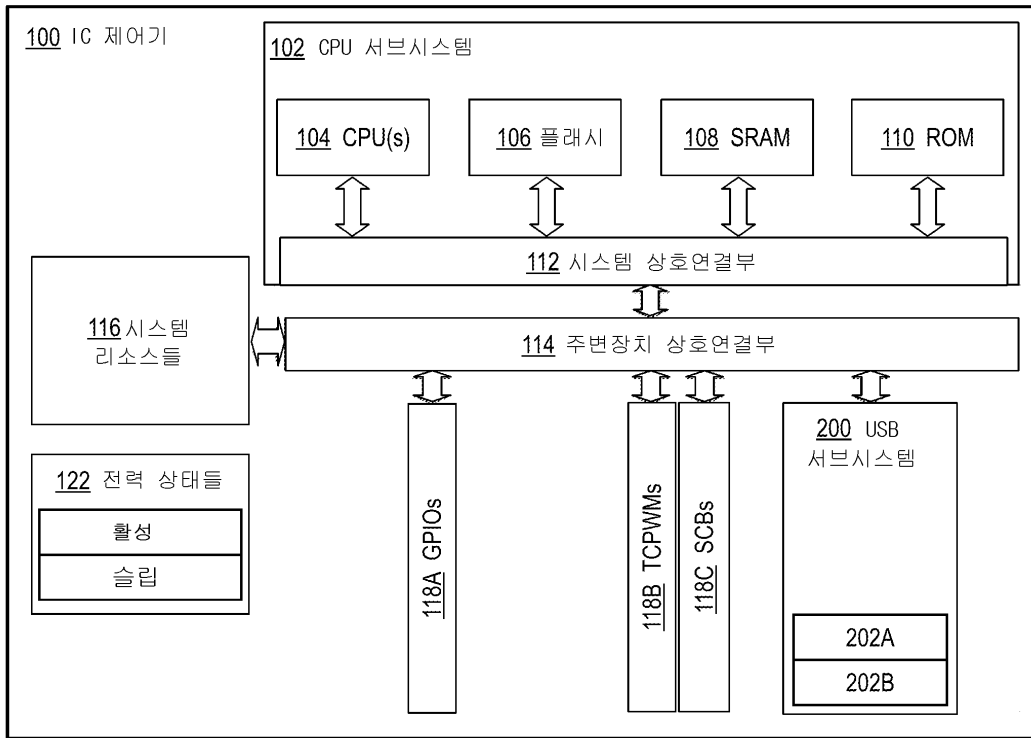 100 IC 제어기
102 CPU 서브시스템
104 CPU(s)
106 플래시
108 SRAM
110 ROM
112 시스템 상호연결부
116 시스템
리소스들
114 주변장치 상호연결부
122 전력 상태들
활성
슬립
118A GPIOs
118B TCPWMs
118C SCBs
200 USB
서브시스템
202A
202B